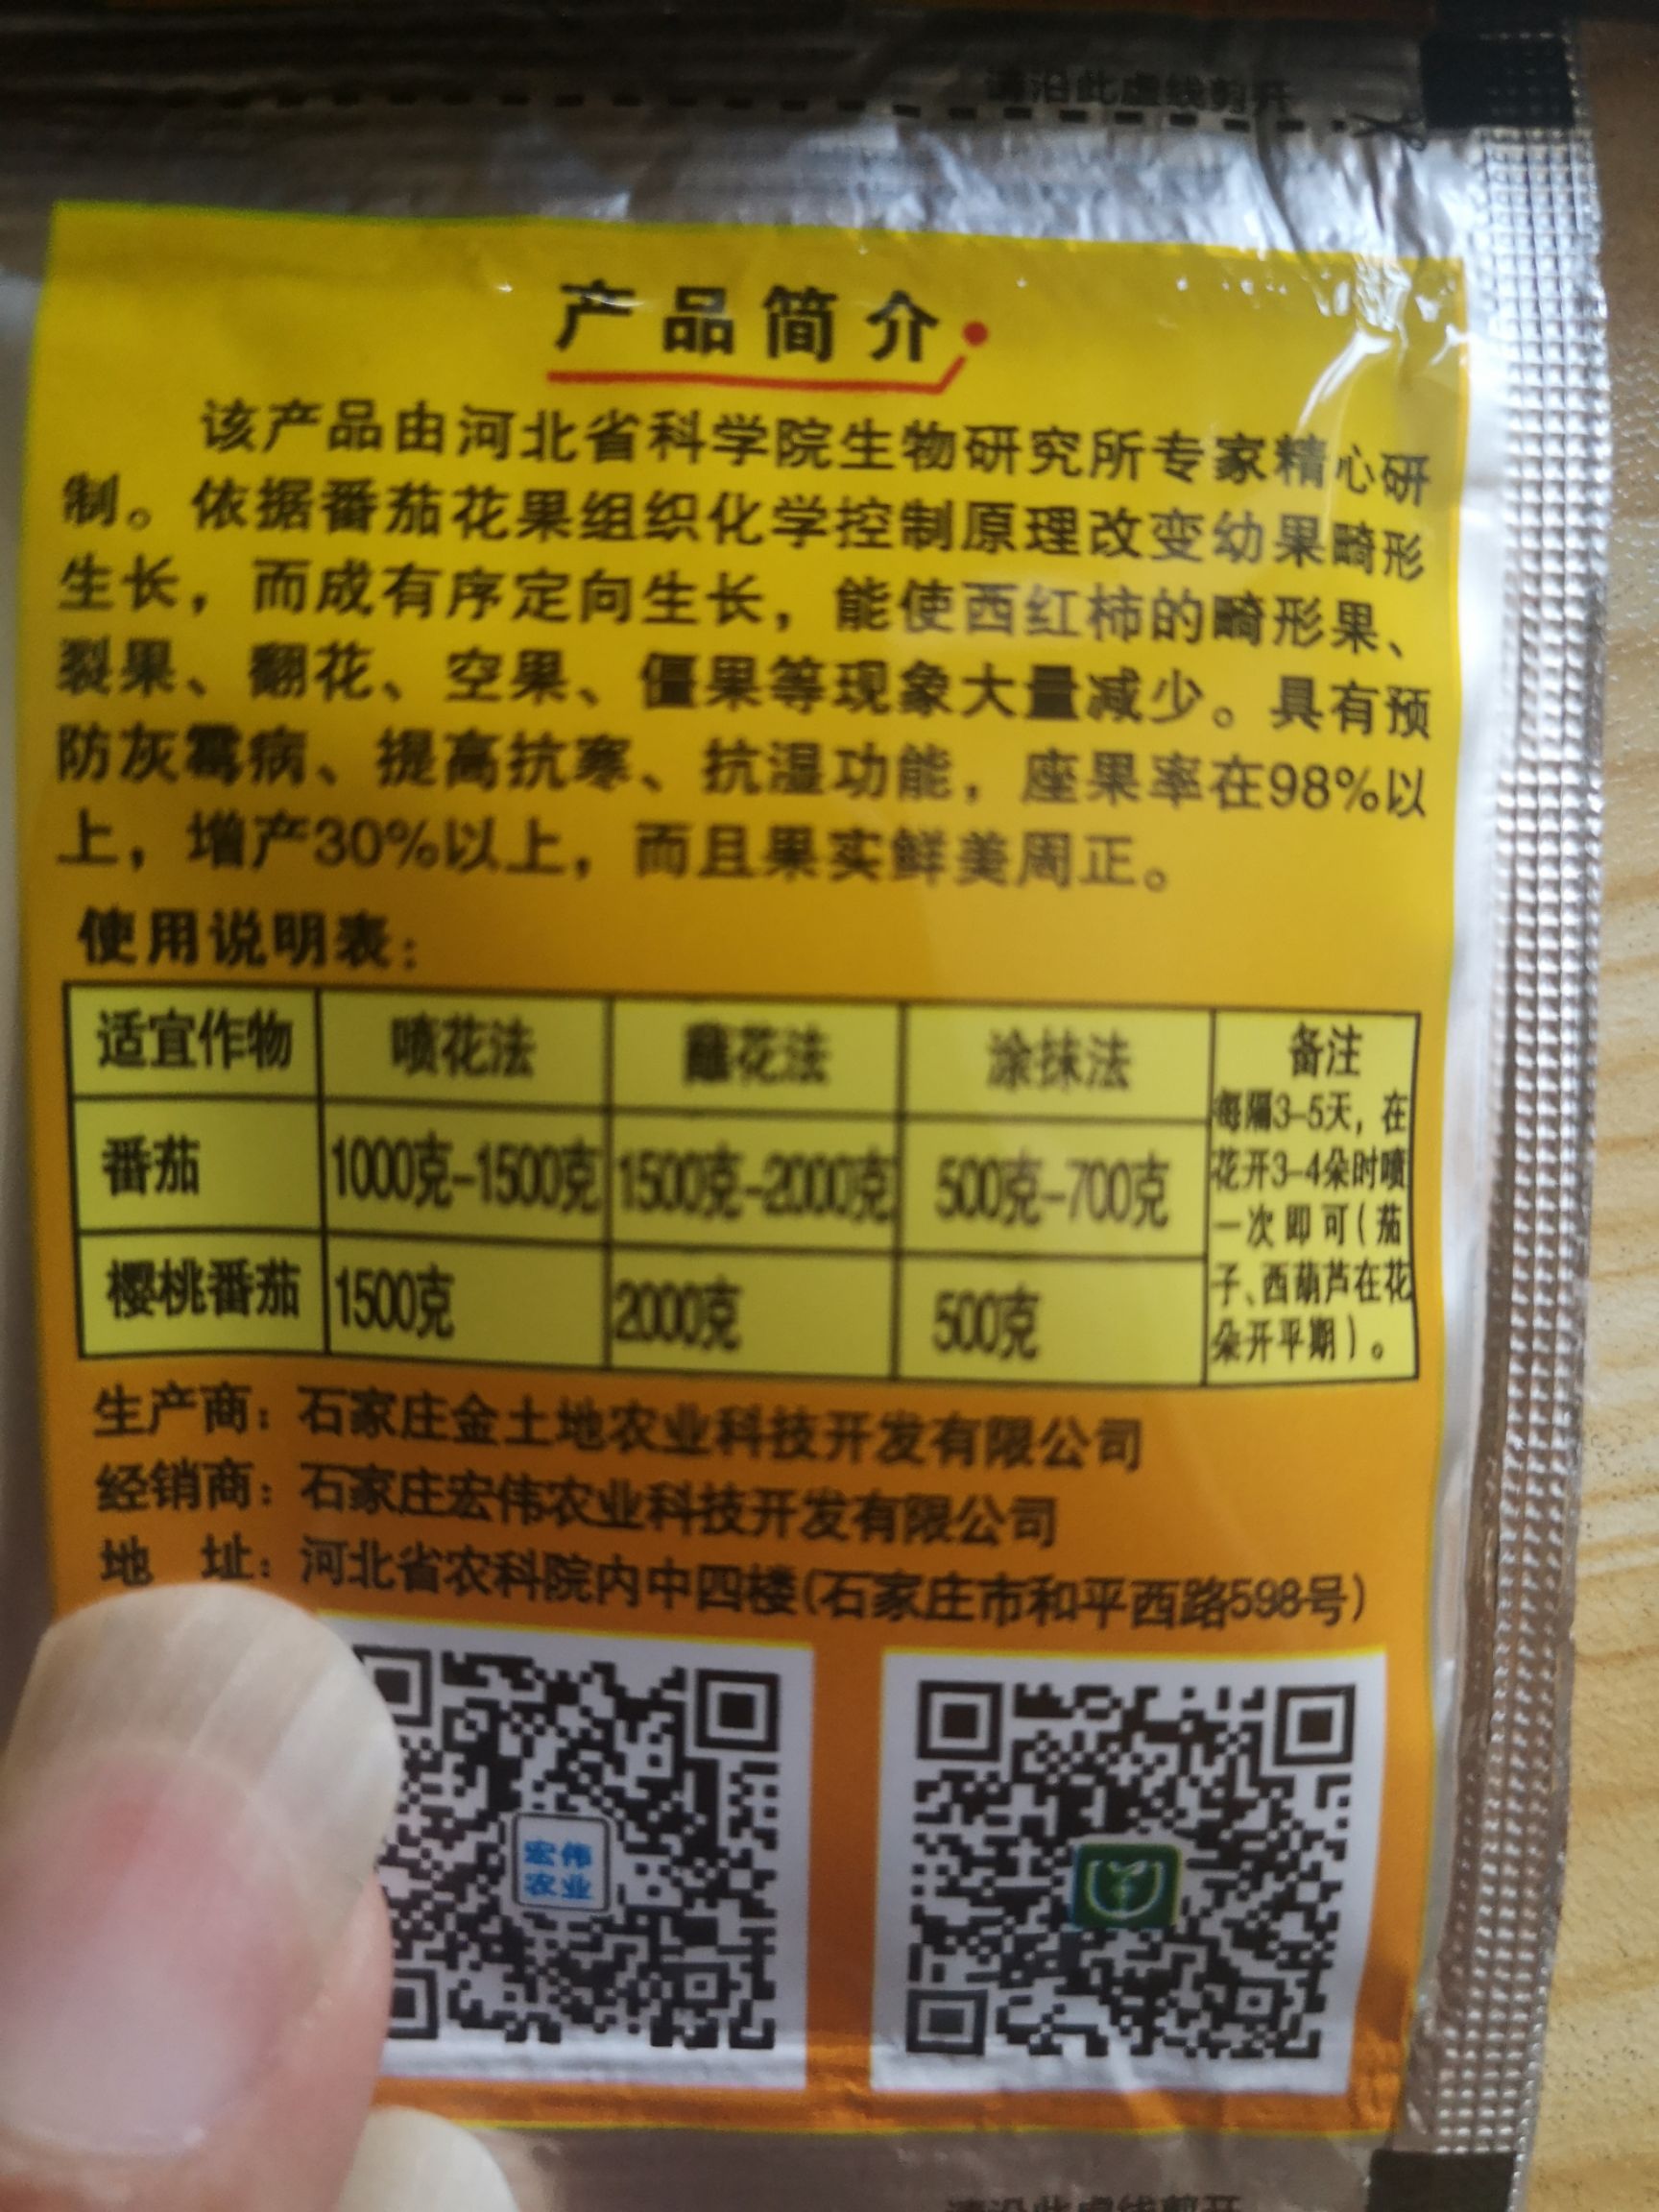 请沿此虚线剪开
产品简介
该产品由河北省科学院生物研究所专家精心研
制。依据番茄花果组织化学控制原理改变幼果畸形
生长，而成有序定向生长，能使西红柿的畸形果、
裂果、翻花、空果、僵果等现象大量减少。具有预
防灰霉病、提高抗寒、抗湿功能，座果率在98%以
上，增产30%以上，而且果实鲜美周正。
使用说明表：
适宜作物 喷花法 蘸花法 涂抹法 备注
番茄 1000克-1500克 1500克-2000克 500克-700克
樱桃番茄 1500克 2000克 500克
每隔3-5天，在
花开3-4朵时喷
一次即可（茄
子、西葫芦在花
朵开平期）。
生产商：石家庄金土地农业科技开发有限公司
经销商：石家庄宏伟农业科技开发有限公司
地 址：河北省农科院内中四楼(石家庄市和平西路598号)
宏伟
农业
请沿此虚线剪开